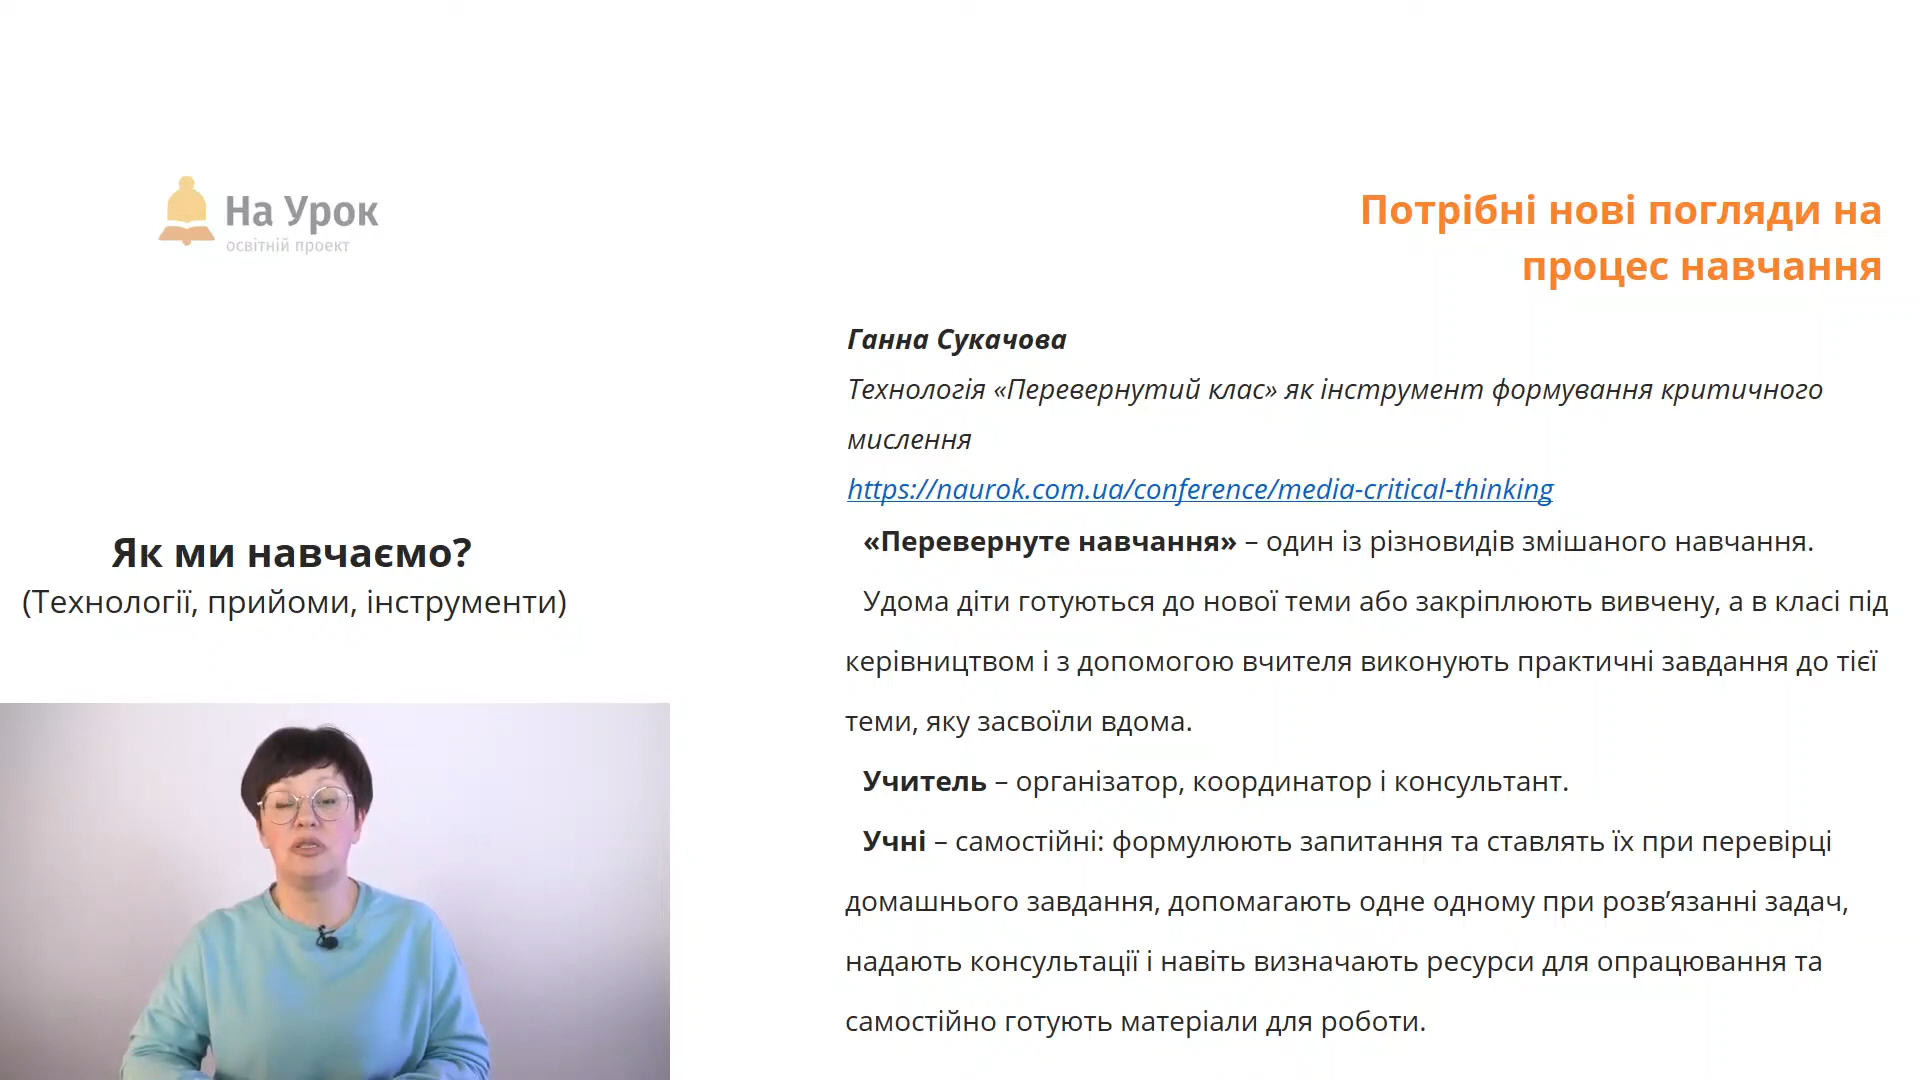 На Урок
освітній проект
Потрібні нові погляди на
процес навчання
Ганна Сукачова
Технологія «Перевернутий клас» як інструмент формування критичного
мислення
https://naurok.com.ua/conference/media-critical-thinking
«Перевернуте навчання» – один із різновидів змішаного навчання.
Удома діти готуються до нової теми або закріплюють вивчену, а в класі під
керівництвом і з допомогою вчителя виконують практичні завдання до тієї
теми, яку засвоїли вдома.
Учитель – організатор, координатор і консультант.
Учні – самостійні: формулюють запитання та ставлять їх при перевірці
домашнього завдання, допомагають одне одному при розв’язанні задач,
надають консультації і навіть визначають ресурси для опрацювання та
самостійно готують матеріали для роботи.
Як ми навчаємо?
(Технології, прийоми, інструменти)